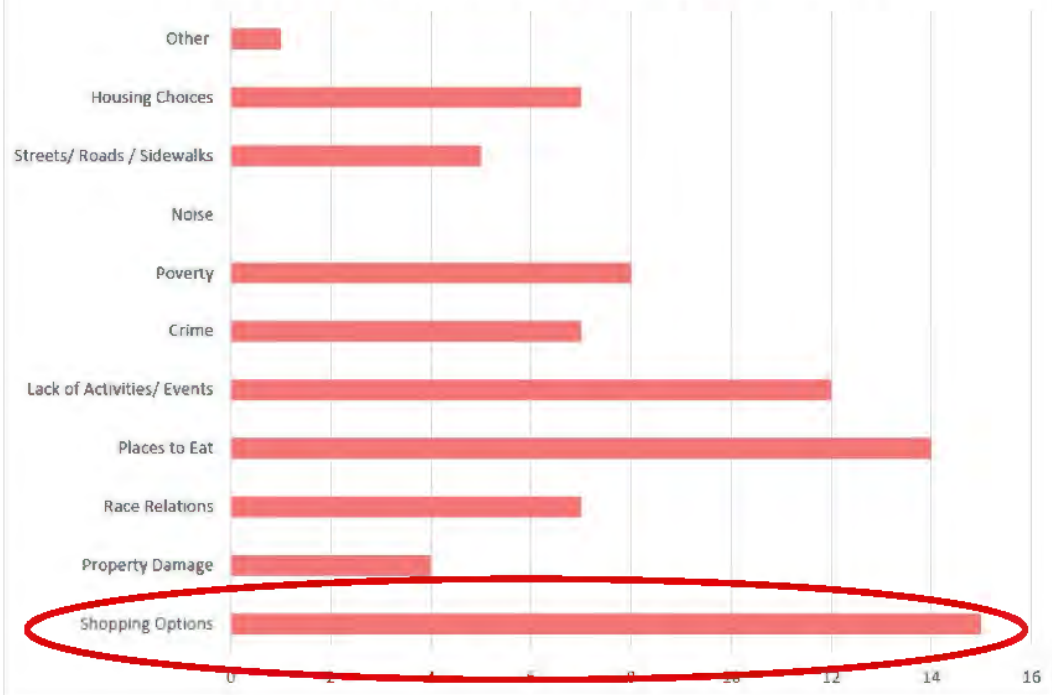 Other
Housing Choices
Streets/ Roads / Sidewalks
Noise
Poverty
Crime
Lack of Activities/ Events
Places to Eat
Race Relations
Property Damage
Shopping Options
0 2 4 6 8 10 12 14 16